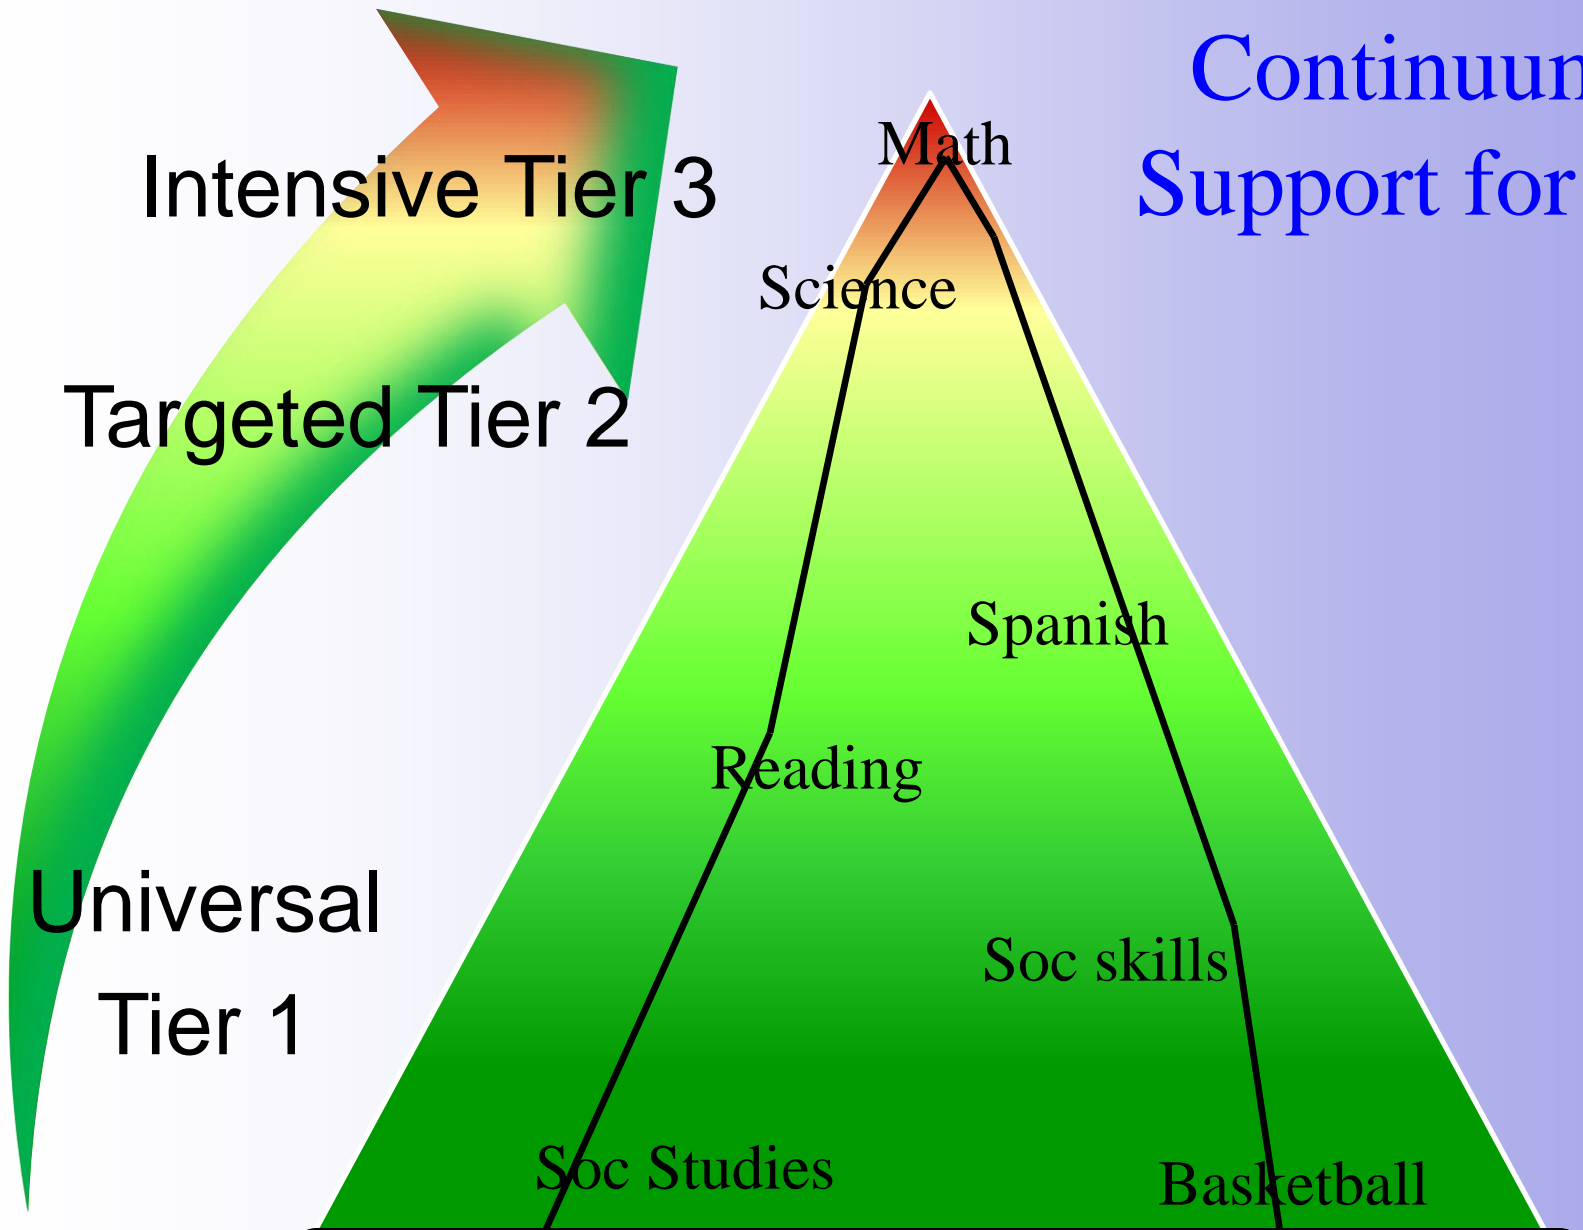 Support for
Math
Intensive Tier 3
Science
Targeted Tier 2
Spanish
Reading
Universal
Tier 1
Soc skills
Soc Studies
Basketball